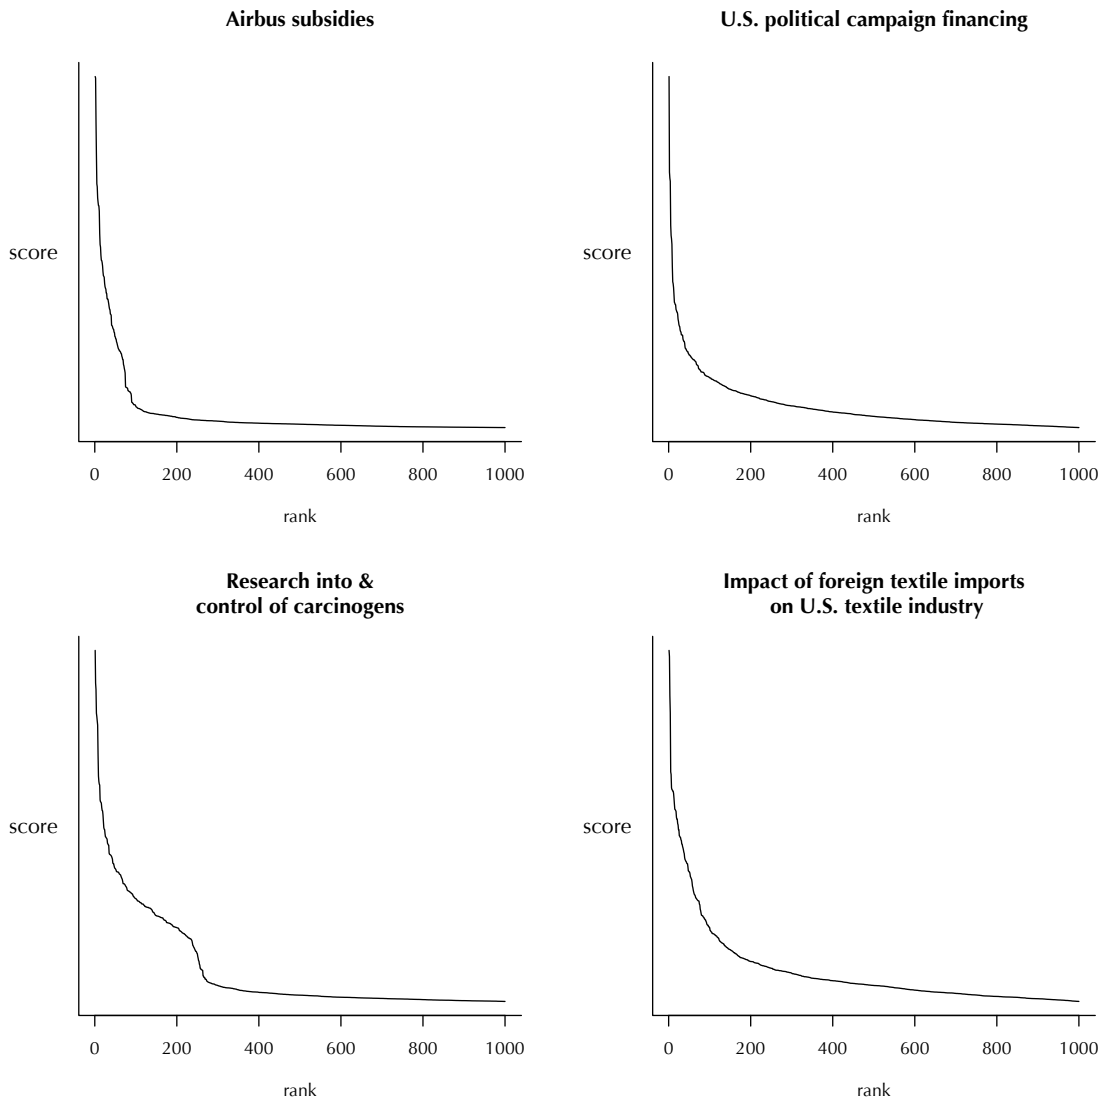 Airbus subsidies
score
0 200 400 600 800 1000
rank
U.S. political campaign financing
score
0 200 400 600 800 1000
rank
Research into &
control of carcinogens
score
0 200 400 600 800 1000
rank
Impact of foreign textile imports
on U.S. textile industry
score
0 200 400 600 800 1000
rank